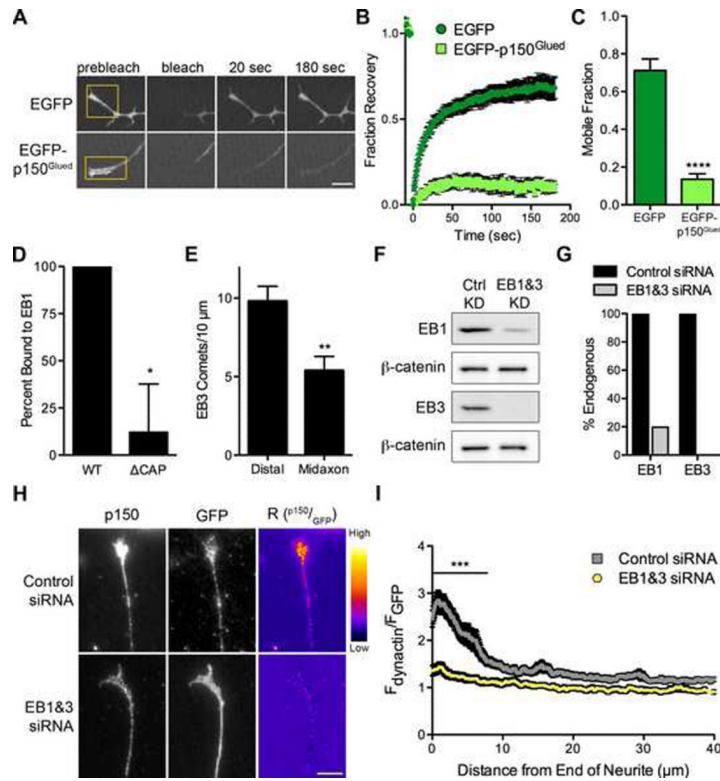 A
prebleach bleach 20 sec 180 sec
EGFP
EGFP-
p150Glued
B
EGFP
EGFP-p150Glued
Fraction Recovery
1.0
0.5
0.0
0 50 100 150 200
Time (sec)
C
Mobile Fraction
1.0
0.8
0.6
0.4
0.2
0.0
****
EGFP EGFP-
p150Glued
D
Percent Bound to EB1
100
75
50
25
0
*
WT ΔCAP
E
EB3 Comets/10 µm
10
5
0
**
Distal Midaxon
F
Ctrl EB1&3
KD KD
EB1
β-catenin
EB3
β-catenin
G
Control siRNA
EB1&3 siRNA
% Endogenous
100
80
60
40
20
0
EB1 EB3
H
p150 GFP R (p150/GFP)
Control
siRNA
EB1&3
siRNA
High
Low
I
Control siRNA
EB1&3 siRNA
***
Fdynactin/FGFP
4
3
2
1
0
0 10 20 30 40
Distance from End of Neurite (µm)